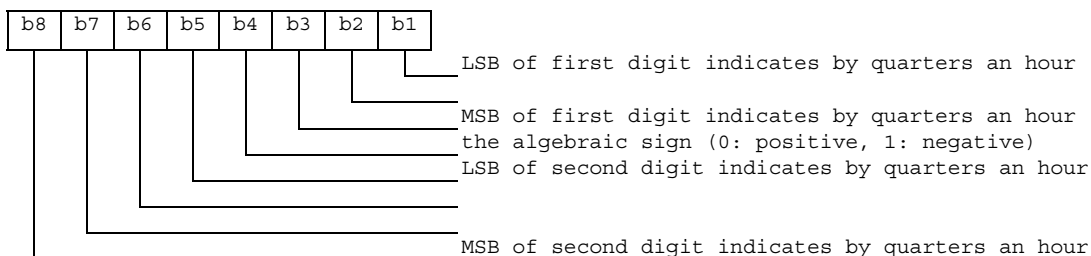 b8 b7 b6 b5 b4 b3 b2 b1
LSB of first digit indicates by quarters an hour
MSB of first digit indicates by quarters an hour
the algebraic sign (0: positive, 1: negative)
LSB of second digit indicates by quarters an hour
MSB of second digit indicates by quarters an hour